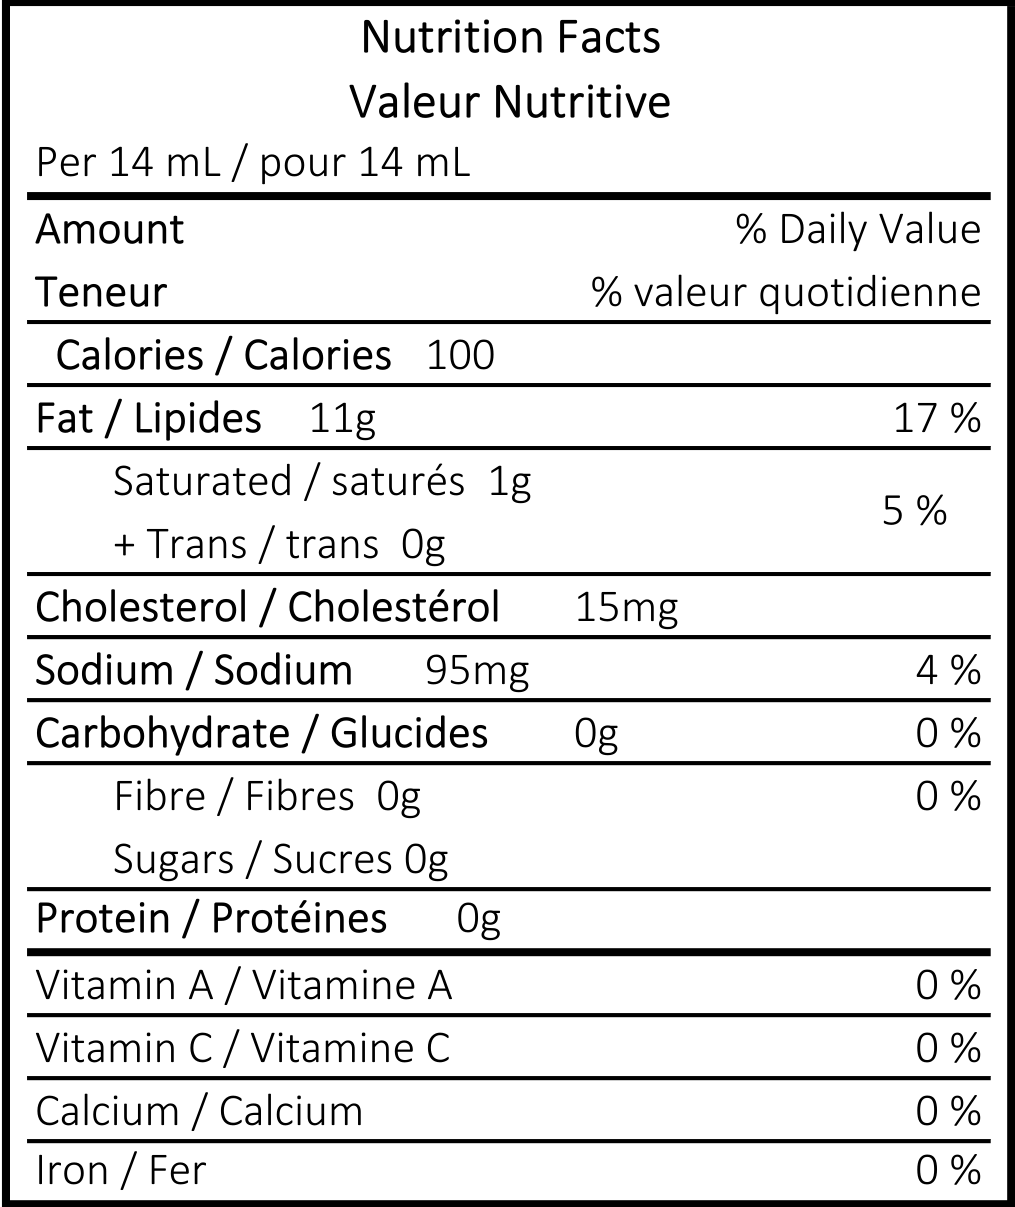 Nutrition Facts
Valeur Nutritive
Per 14 mL / pour 14 mL
Amount % Daily Value
Teneur % valeur quotidienne
Calories / Calories 100
Fat / Lipides 11g 17 %
Saturated / saturés 1g
5 %
+ Trans / trans 0g
Cholesterol / Cholestérol 15mg
Sodium / Sodium 95mg 4 %
Carbohydrate / Glucides 0g 0 %
Fibre / Fibres 0g 0 %
Sugars / Sucres 0g
Protein / Protéines 0g
Vitamin A / Vitamine A 0 %
Vitamin C / Vitamine C 0 %
Calcium / Calcium 0 %
Iron / Fer 0 %